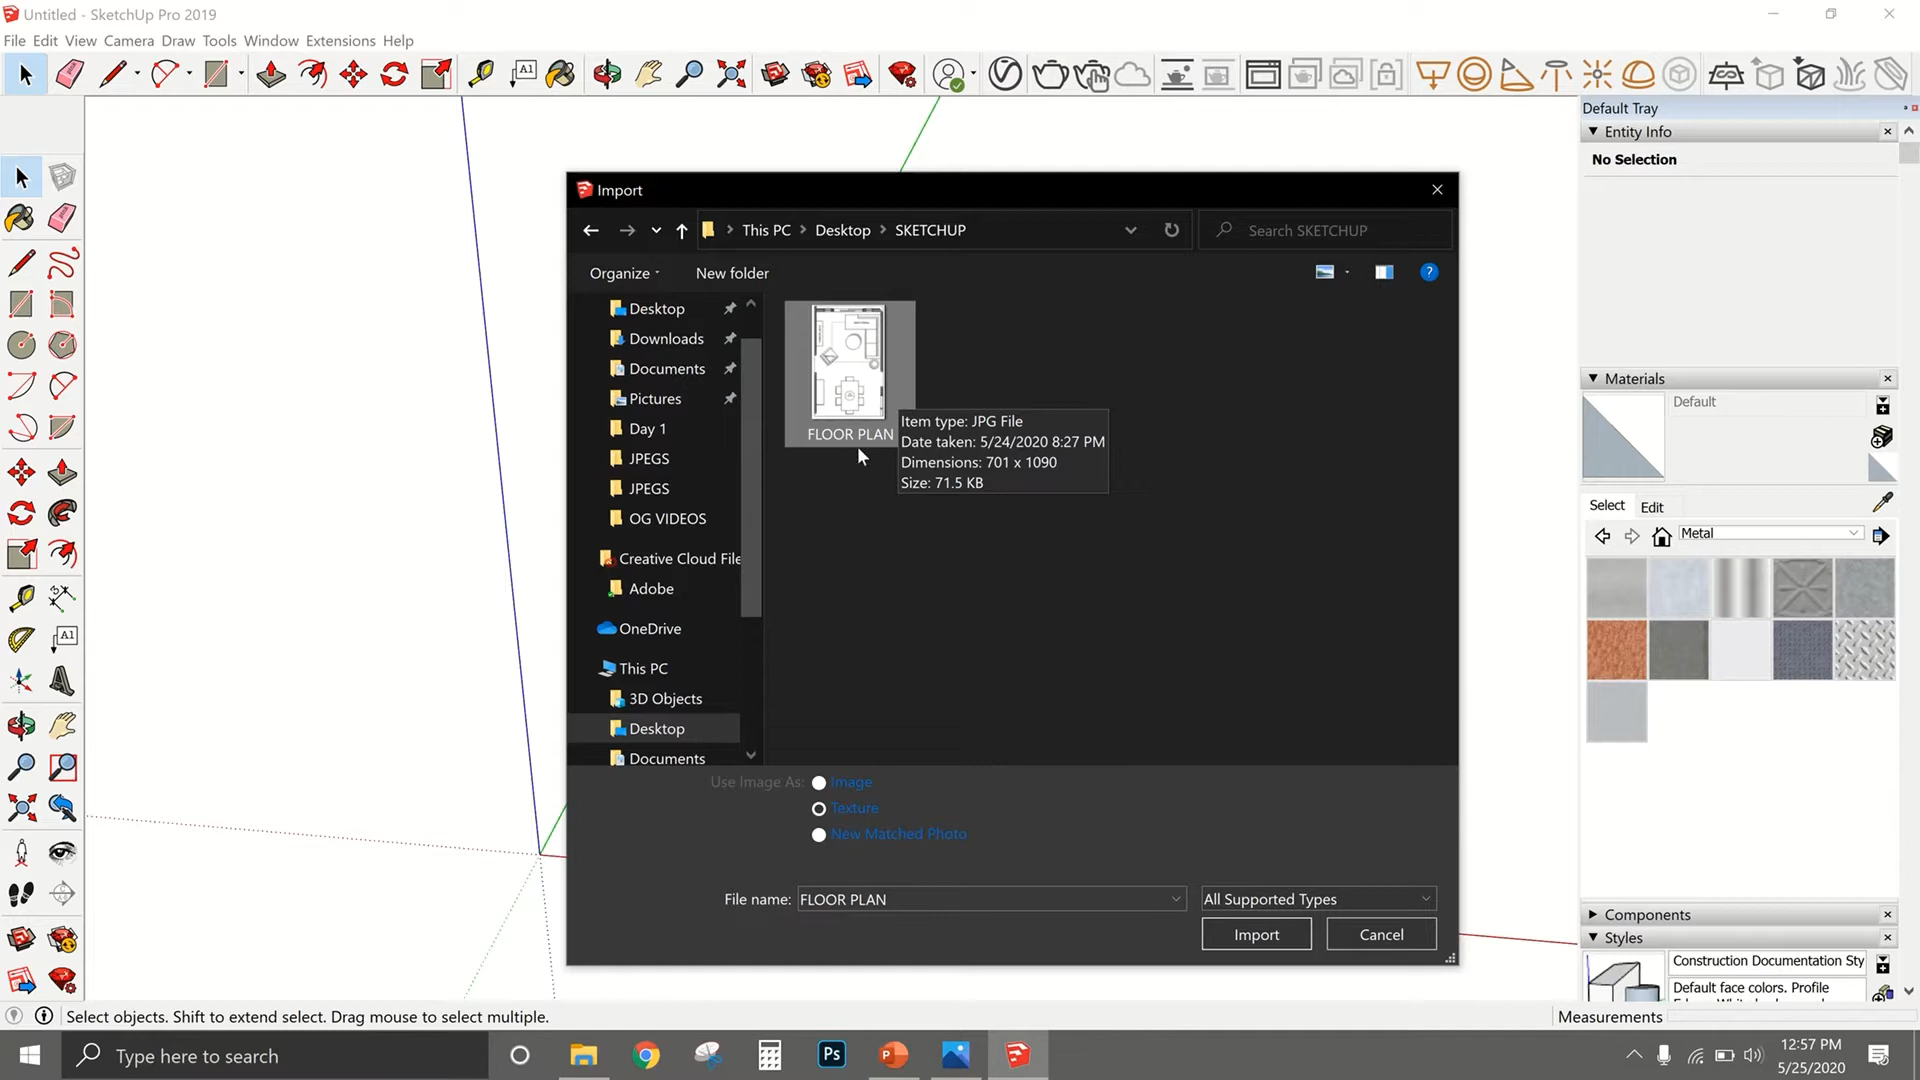 Untitled - SketchUp Pro 2019
File Edit View Camera Draw Tools Window Extensions Help
A1
Default Tray
Entity Info
No Selection
Import
This PC > Desktop > SKETCHUP
Search SKETCHUP
Organize
New folder
Desktop
Downloads
Documents
Pictures
Day 1
JPEGS
JPEGS
OG VIDEOS
Creative Cloud File
Adobe
OneDrive
This PC
3D Objects
Desktop
Documents
FLOOR PLAN
Item type: JPG File
Date taken: 5/24/2020 8:27 PM
Dimensions: 701 x 1090
Size: 71.5 KB
Materials
Default
Select
Edit
Metal
A1
Use Image As:
Image
Texture
New Matched Photo
File name: FLOOR PLAN
All Supported Types
Import
Cancel
Components
Styles
Construction Documentation Sty
Default face colors. Profile
Select objects. Shift to extend select. Drag mouse to select multiple.
Measurements
Type here to search
Ps
P
12:57 PM
5/25/2020